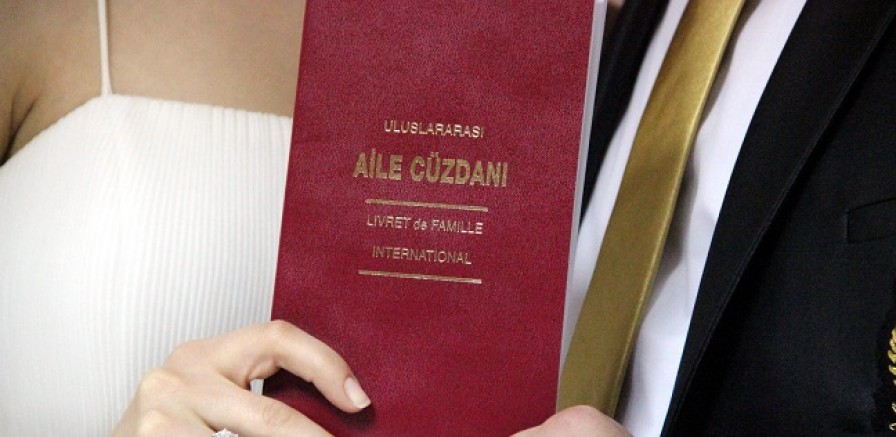 ULUSLARARASI
AİLE CÜZDANI
LIVRET de FAMILLE
INTERNATIONAL